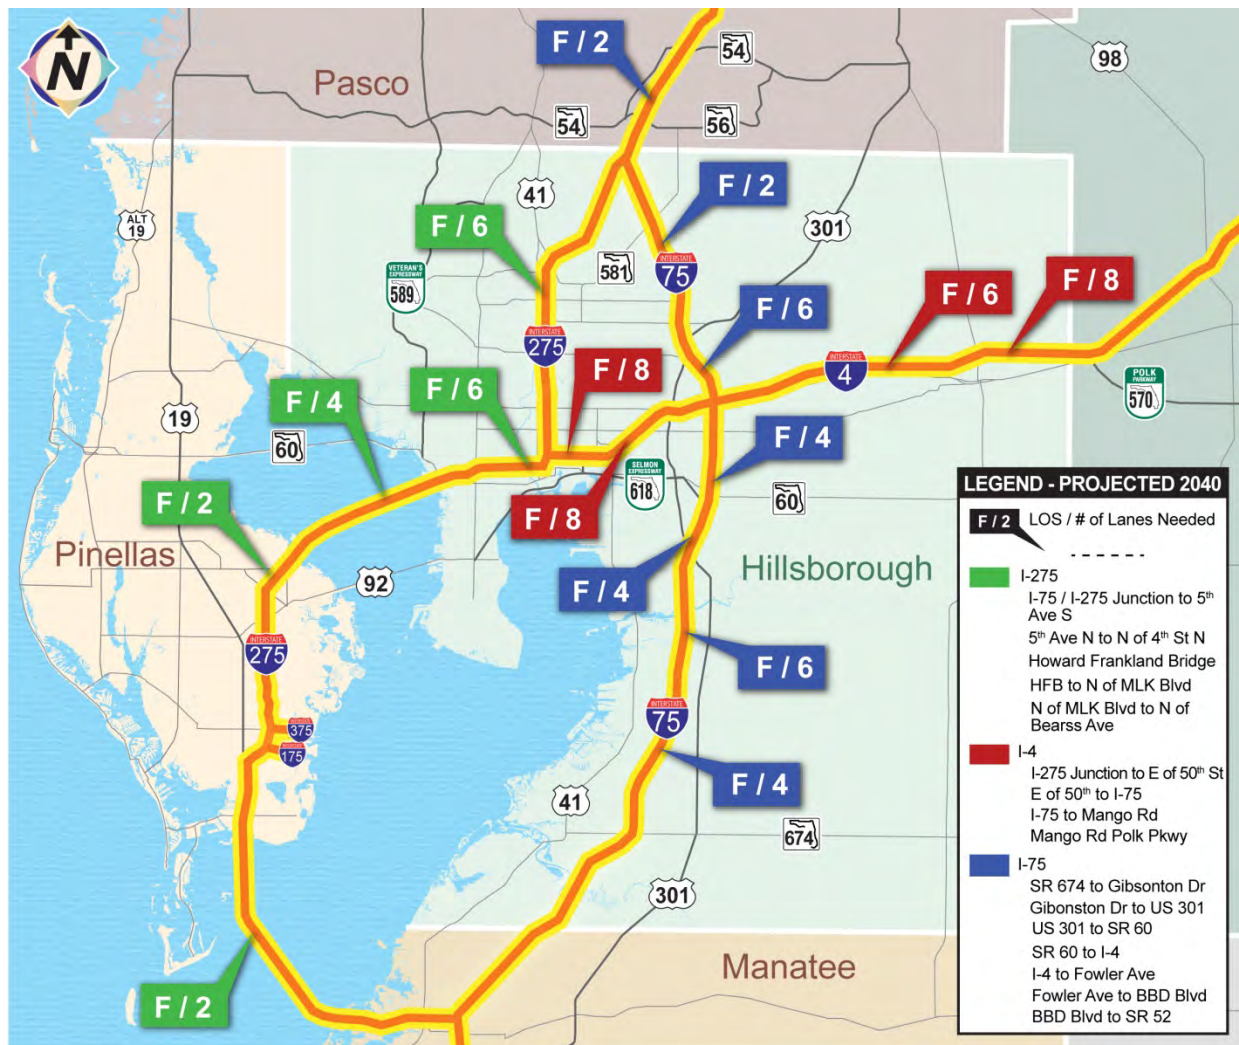 N
Pasco
F / 2
54
98
54
56
41
F / 2
ALT
19
F / 6
301
VETERAN'S
EXPRESSWAY
589
581
INTERSTATE
75
F / 6
F / 8
F / 6
INTERSTATE
275
INTERSTATE
4
F / 8
F / 6
POLK
PARKWAY
570
19
F / 4
60
F / 4
SELMON
EXPRESSWAY
618
60
F / 2
F / 8
Pinellas
92
F / 4
Hillsborough
INTERSTATE
275
F / 6
INTERSTATE
75
375
175
F / 4
41
674
301
Manatee
F / 2
LEGEND - PROJECTED 2040
F / 2 LOS / # of Lanes Needed
I-275
I-75 / I-275 Junction to 5th
Ave S
5th Ave N to N of 4th St N
Howard Frankland Bridge
HFB to N of MLK Blvd
N of MLK Blvd to N of
Bearss Ave
I-4
I-275 Junction to E of 50th St
E of 50th to I-75
I-75 to Mango Rd
Mango Rd Polk Pkwy
I-75
SR 674 to Gibsonton Dr
Gibonston Dr to US 301
US 301 to SR 60
SR 60 to I-4
I-4 to Fowler Ave
Fowler Ave to BBD Blvd
BBD Blvd to SR 52